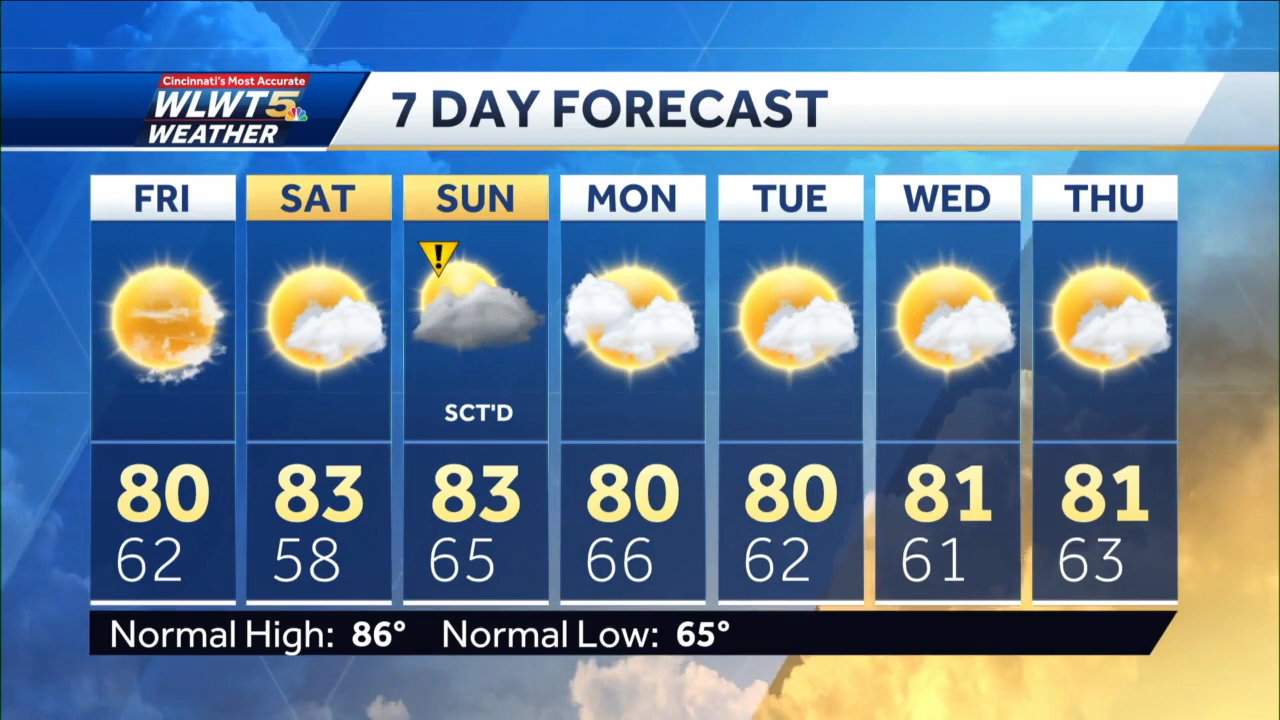 Cincinnati's Most Accurate
WLWT5
WEATHER
7 DAY FORECAST
FRI SAT SUN MON TUE WED THU
!
SCT'D
80 83 83 80 80 81 81
62 58 65 66 62 61 63
Normal High: 86° Normal Low: 65°